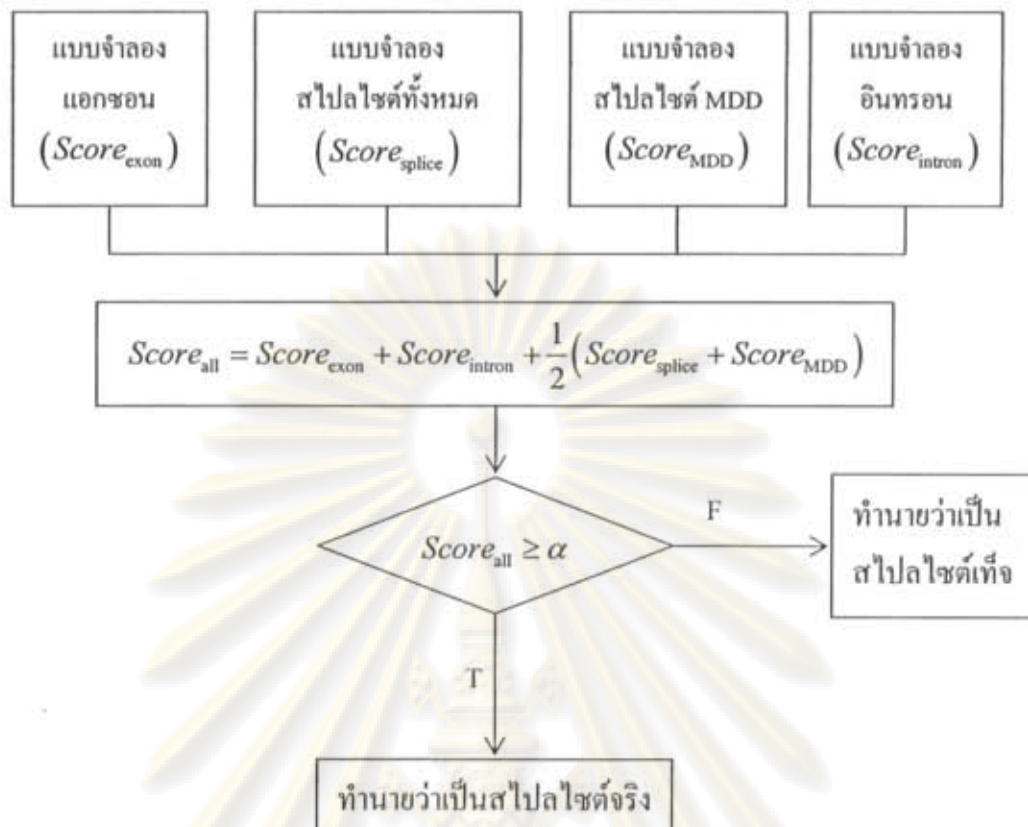 แบบจำลอง
แอกซอน
(Score_exon)
แบบจำลอง
สไปลไซต์ทั้งหมด
(Score_splice)
แบบจำลอง
สไปลไซต์ MDD
(Score_MDD)
แบบจำลอง
อินทรอน
(Score_intron)
Score_all = Score_exon + Score_intron + 1/2 (Score_splice + Score_MDD)
Score_all ≥ α
F
ทำนายว่าเป็น
สไปลไซต์เท็จ
T
ทำนายว่าเป็นสไปลไซต์จริง